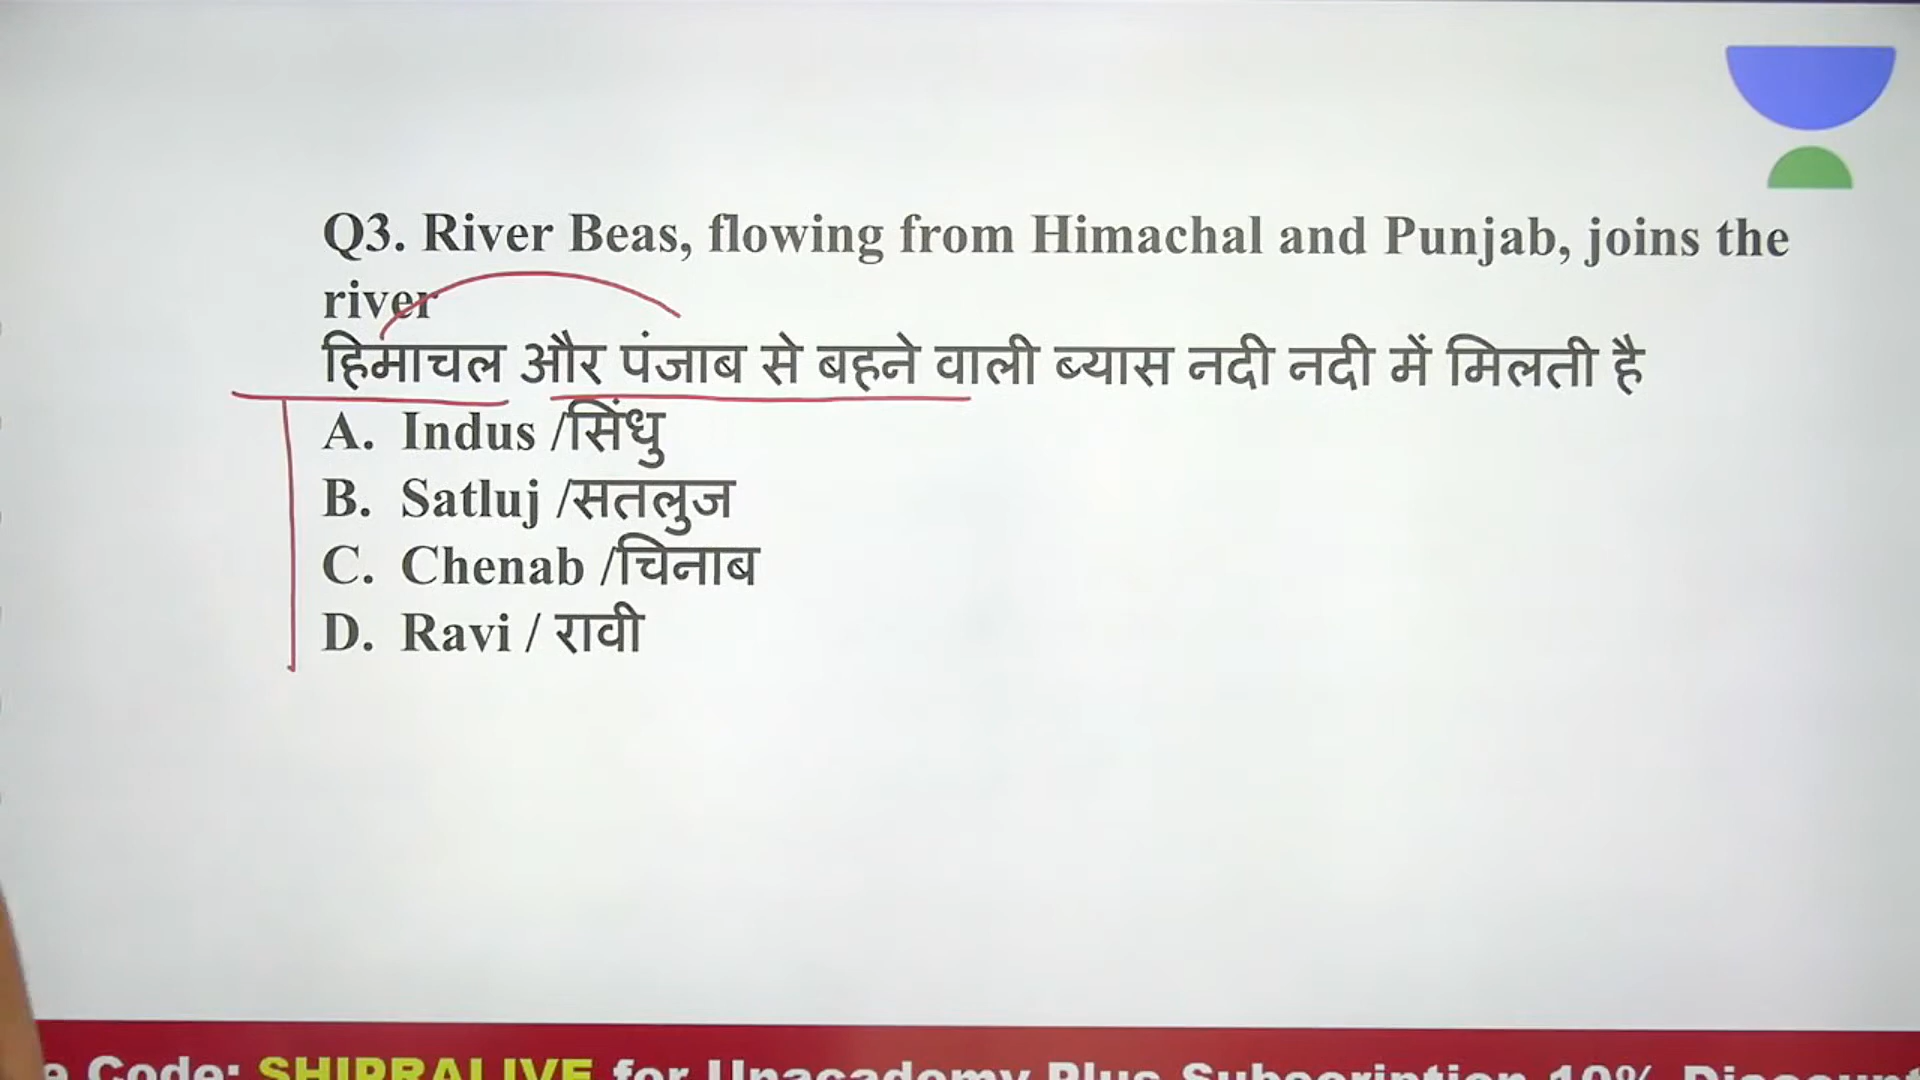 Q3. River Beas, flowing from Himachal and Punjab, joins the
river
हिमाचल और पंजाब से बहने वाली ब्यास नदी नदी में मिलती है
A. Indus /सिंधु
B. Satluj /सतलुज
C. Chenab /चिनाब
D. Ravi / रावी
Code: SHIPRALIVE for Unacademy Plus Subscription 10% Discount